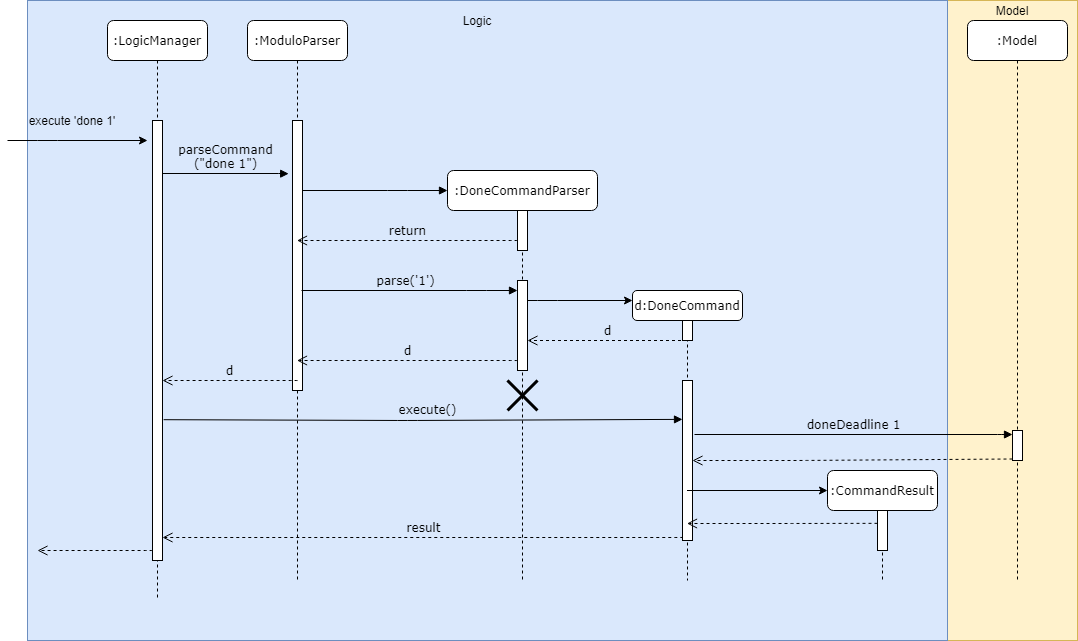 Logic
Model
:LogicManager
:ModuloParser
:Model
execute 'done 1'
parseCommand
("done 1")
:DoneCommandParser
return
parse('1')
d:DoneCommand
d
d
d
execute()
doneDeadline 1
:CommandResult
result